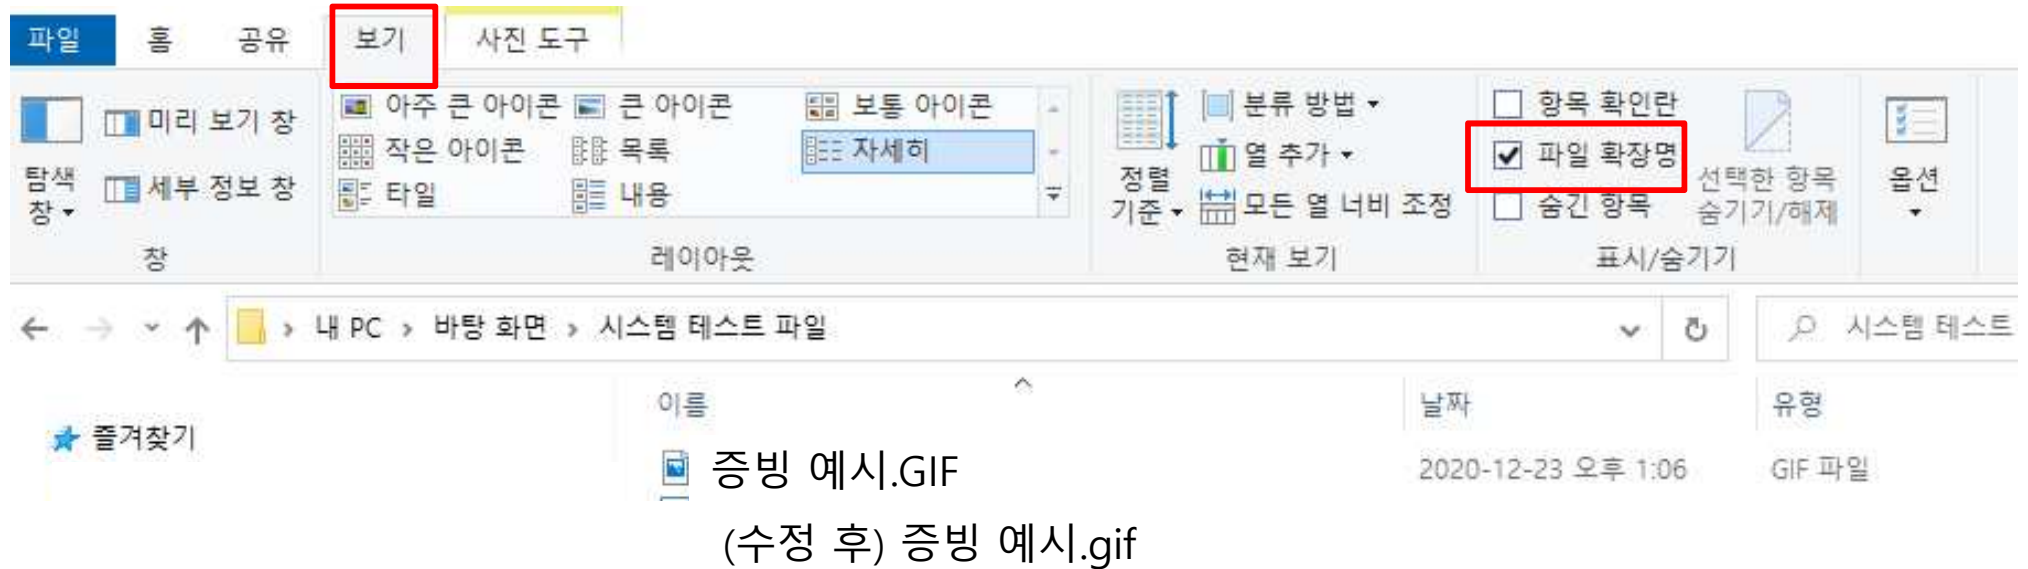 파일 홈 공유 보기 사진 도구
미리 보기 창
세부 정보 창
탐색
창
창
아주 큰 아이콘 큰 아이콘 보통 아이콘
작은 아이콘 목록 자세히
타일 내용
레이아웃
정렬
기준
분류 방법
열 추가
모든 열 너비 조정
현재 보기
항목 확인란
파일 확장명
숨긴 항목
선택한 항목
숨기기/해제
표시/숨기기
옵션
내 PC › 바탕 화면 › 시스템 테스트 파일
시스템 테스트
즐겨찾기
이름 날짜 유형
증빙 예시.GIF 2020-12-23 오후 1:06 GIF 파일
(수정 후) 증빙 예시.gif